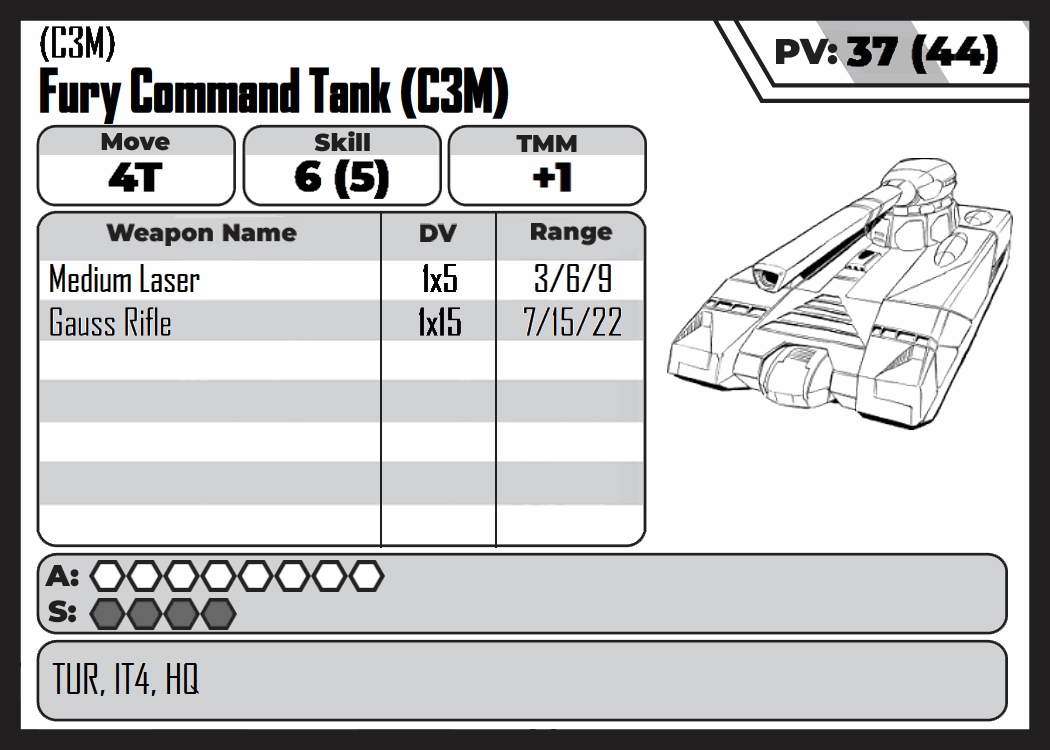 (C3M)
Fury Command Tank (C3M)
PV: 37 (44)
Move
4T
Skill
6 (5)
TMM
+1
Weapon Name DV Range
Medium Laser 1x5 3/6/9
Gauss Rifle 1x15 7/15/22
A:
S:
TUR, IT4, HQ